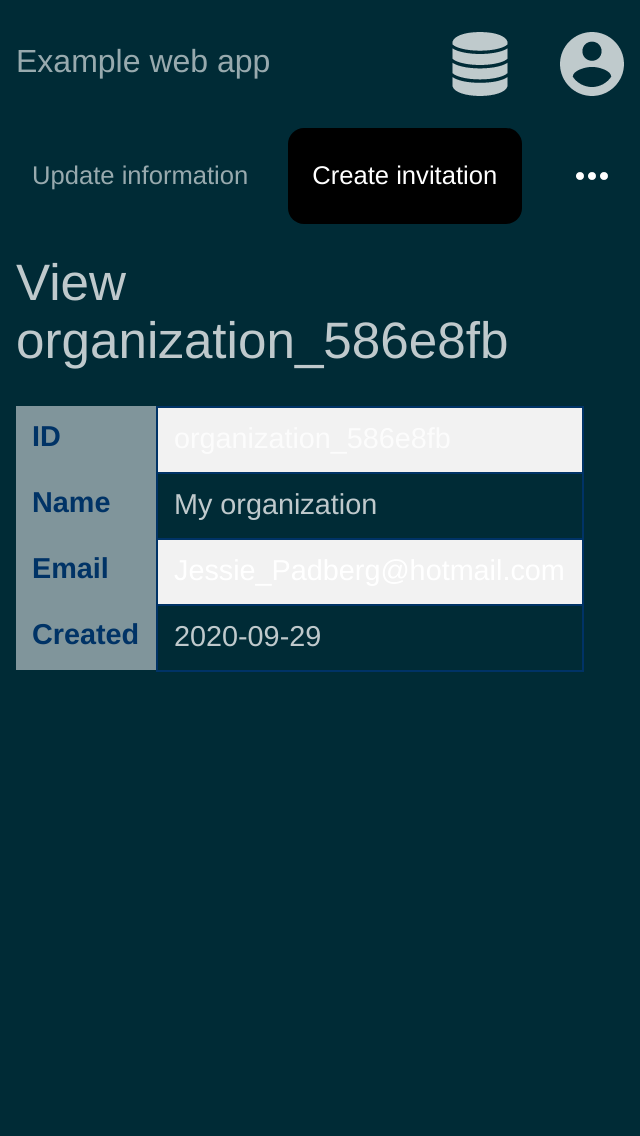 Example web app
Update information Create invitation
View
organization_586e8fb
ID organization_586e8fb
Name My organization
Email Jessie_Padberg@hotmail.com
Created 2020-09-29